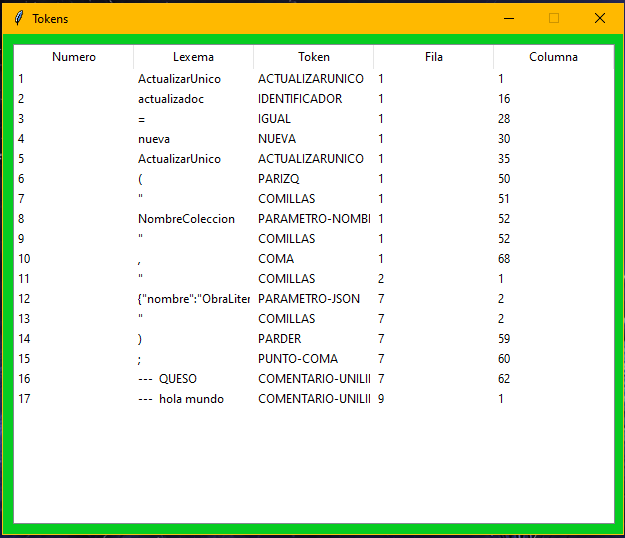 Tokens
Numero Lexema Token Fila Columna
1 ActualizarUnico ACTUALIZARUNICO 1 1
2 actualizadoc IDENTIFICADOR 1 16
3 = IGUAL 1 28
4 nueva NUEVA 1 30
5 ActualizarUnico ACTUALIZARUNICO 1 35
6 ( PARIZQ 1 50
7 " COMILLAS 1 51
8 NombreColeccion PARAMETRO-NOMBI 1 52
9 " COMILLAS 1 52
10 , COMA 1 68
11 " COMILLAS 2 1
12 {"nombre":"ObraLiter PARAMETRO-JSON 7 2
13 " COMILLAS 7 2
14 ) PARDER 7 59
15 ; PUNTO-COMA 7 60
16 --- QUESO COMENTARIO-UNILII 7 62
17 --- hola mundo COMENTARIO-UNILII 9 1